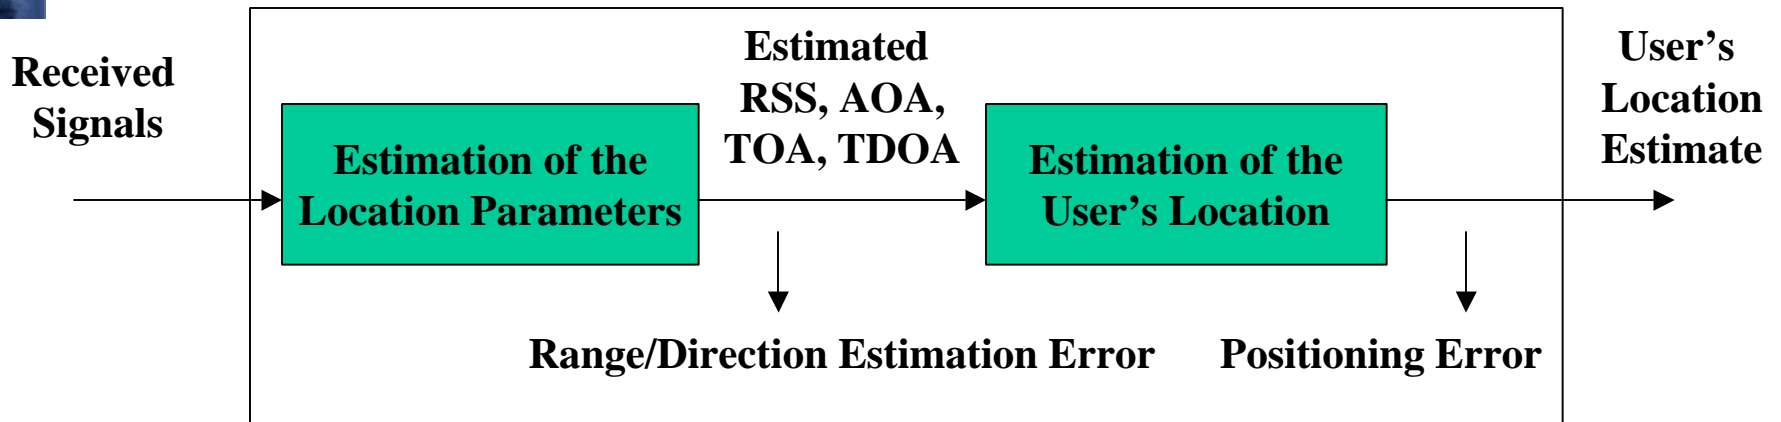 Received
Signals
Estimation of the
Location Parameters
Estimated
RSS, AOA,
TOA, TDOA
Estimation of the
User’s Location
User’s
Location
Estimate
Range/Direction Estimation Error
Positioning Error